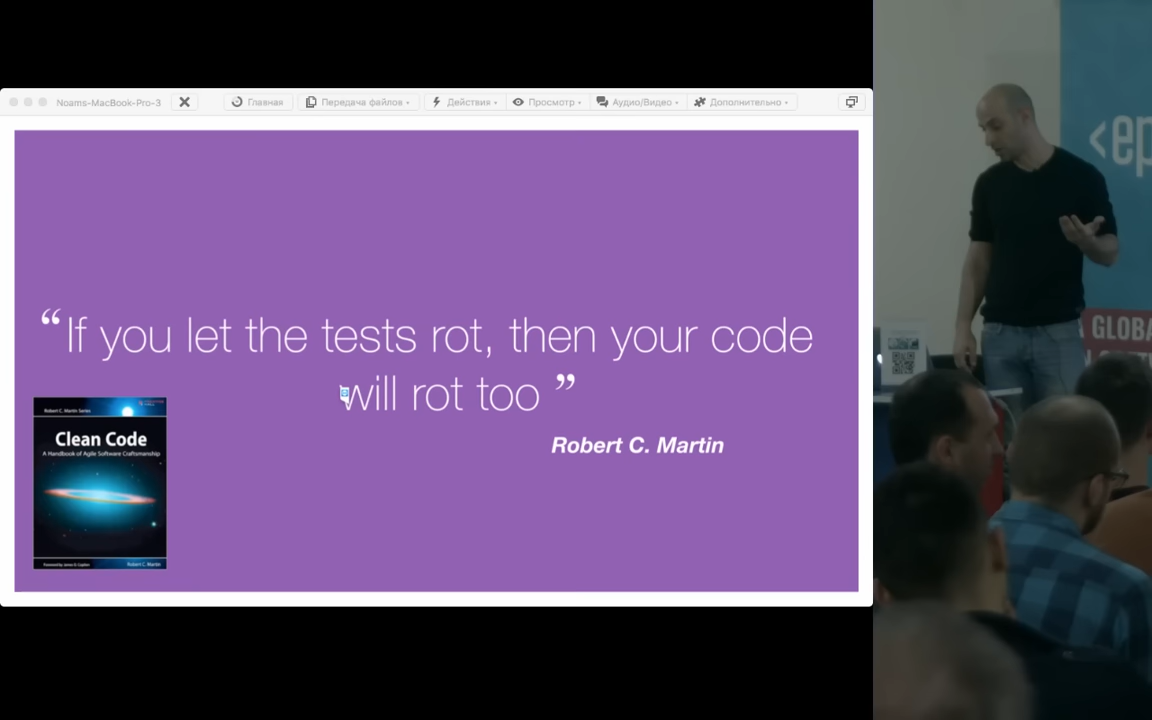 Noams-MacBook-Pro-3
Главная
Передача файлов
Действия
Просмотр
Аудио/Видео
Дополнительно
“If you let the tests rot, then your code
will rot too ”
Robert C. Martin
Robert C. Martin Series
Clean Code
A Handbook of Agile Software Craftsmanship
Robert C. Martin
<ep
GLOBA